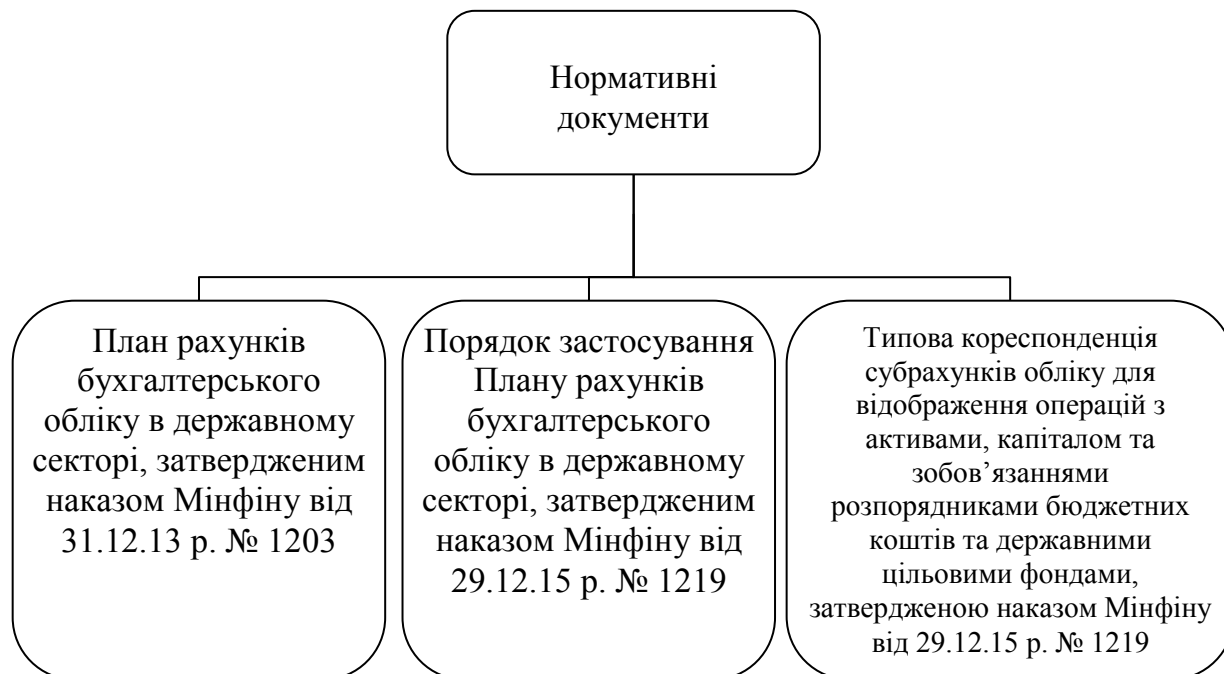 Нормативні
документи
План рахунків
бухгалтерського
обліку в державному
секторі, затвердженим
наказом Мінфіну від
31.12.13 р. № 1203
Порядок застосування
Плану рахунків
бухгалтерського
обліку в державному
секторі, затвердженим
наказом Мінфіну від
29.12.15 р. № 1219
Типова кореспонденція
субрахунків обліку для
відображення операцій з
активами, капіталом та
зобов’язаннями
розпорядниками бюджетних
коштів та державними
цільовими фондами,
затвердженою наказом Мінфіну
від 29.12.15 р. № 1219